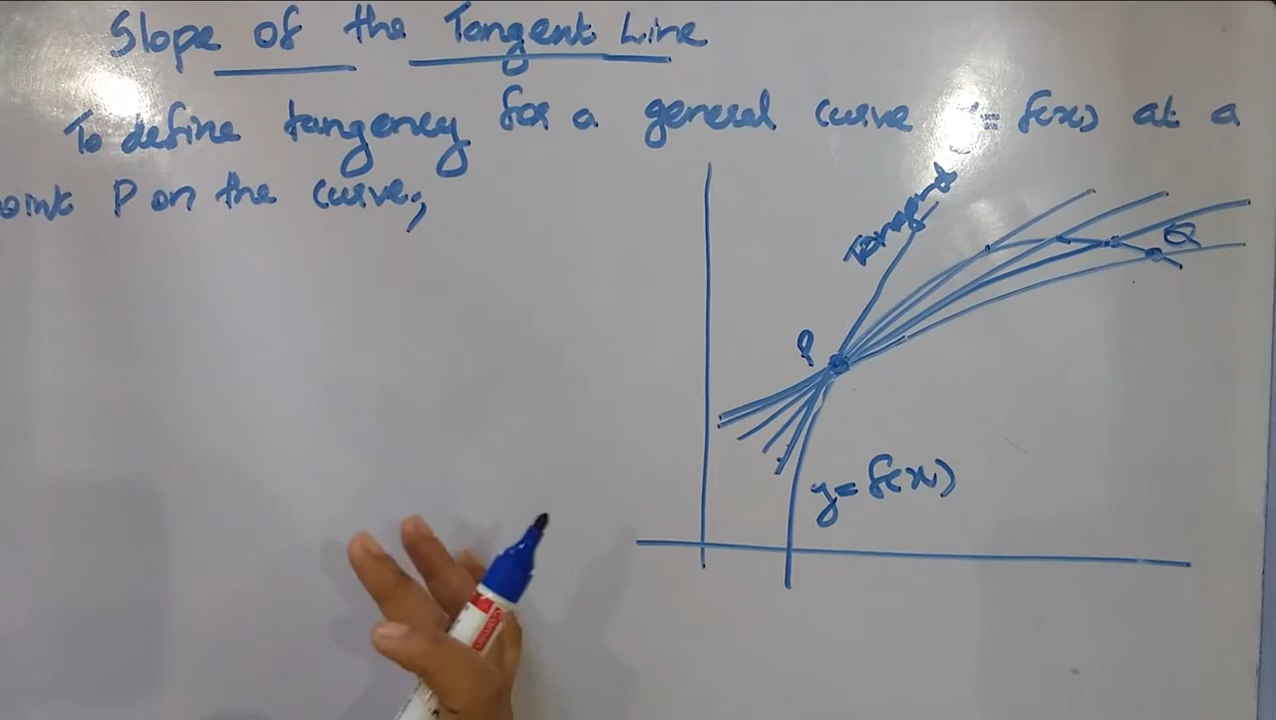 Slope of the Tangent Line
To define tangency for a general curve y= f(x) at a
oint P on the curve,
Tangent
Q
P
y= f(x)